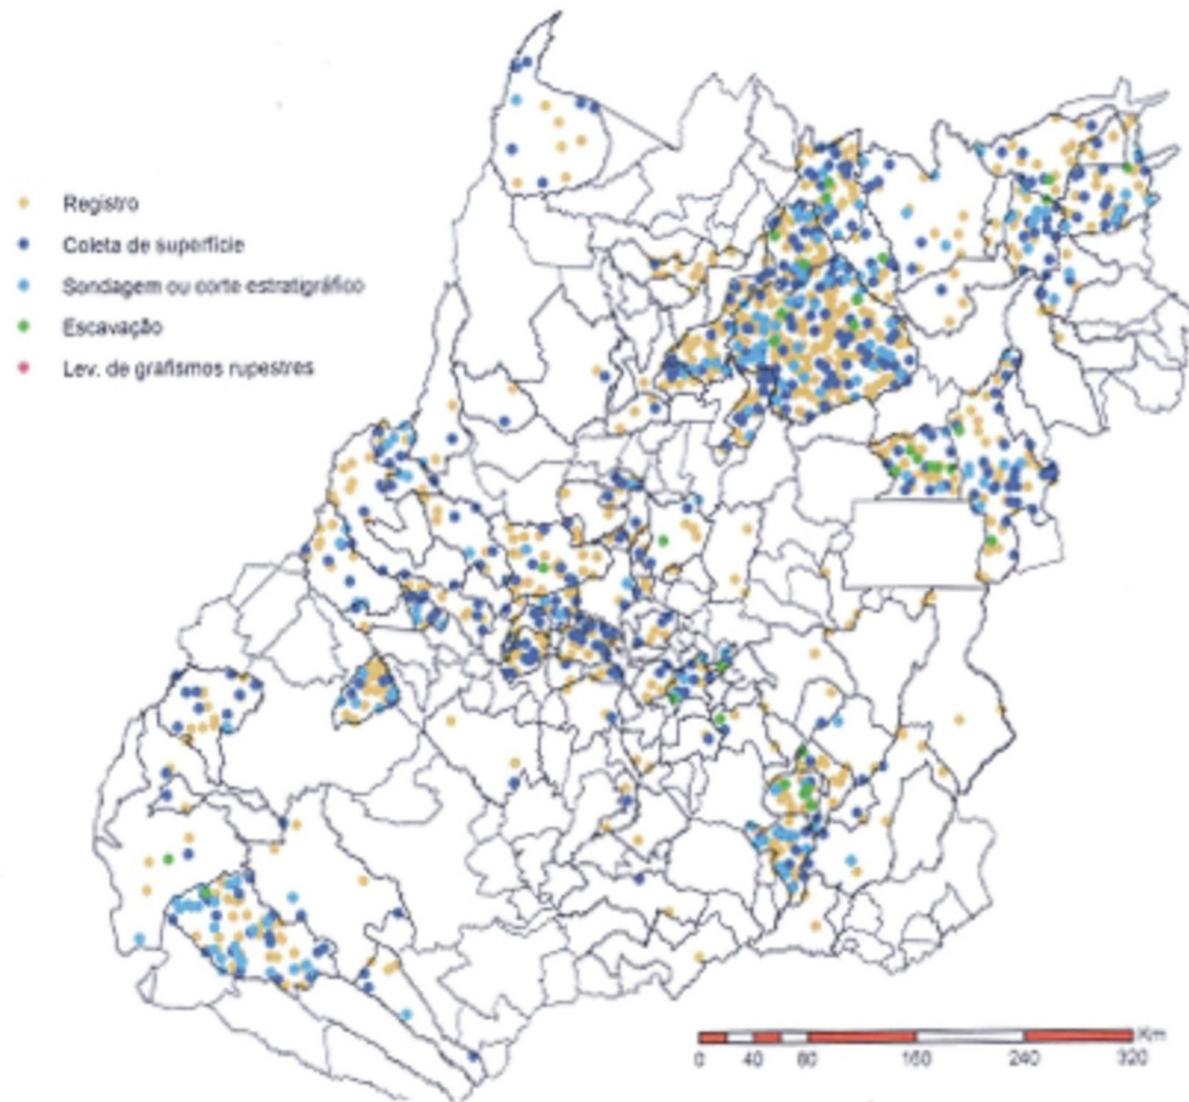 Registro
Coleta de superfície
Sondagem ou corte estratigráfico
Escavação
Lev. de grafismos rupestres
Km
0 40 80 160 240 320